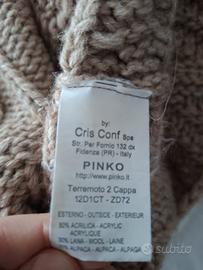 by:
Cris Conf Spa
Str. Per Fornio 132 dx
Fidenza (PR) - Italy
PINKO
http://www.pinko.it
Terremoto 2 Cappa
12D1CT - ZD72
ESTERNO - OUTSIDE - EXTERIEUR
50% ACRILICA - ACRYLIC
ACRYLIQUE
30% LANA - WOOL - LAINE
20% ALPACA - ALPACA - ALPAGA
subito